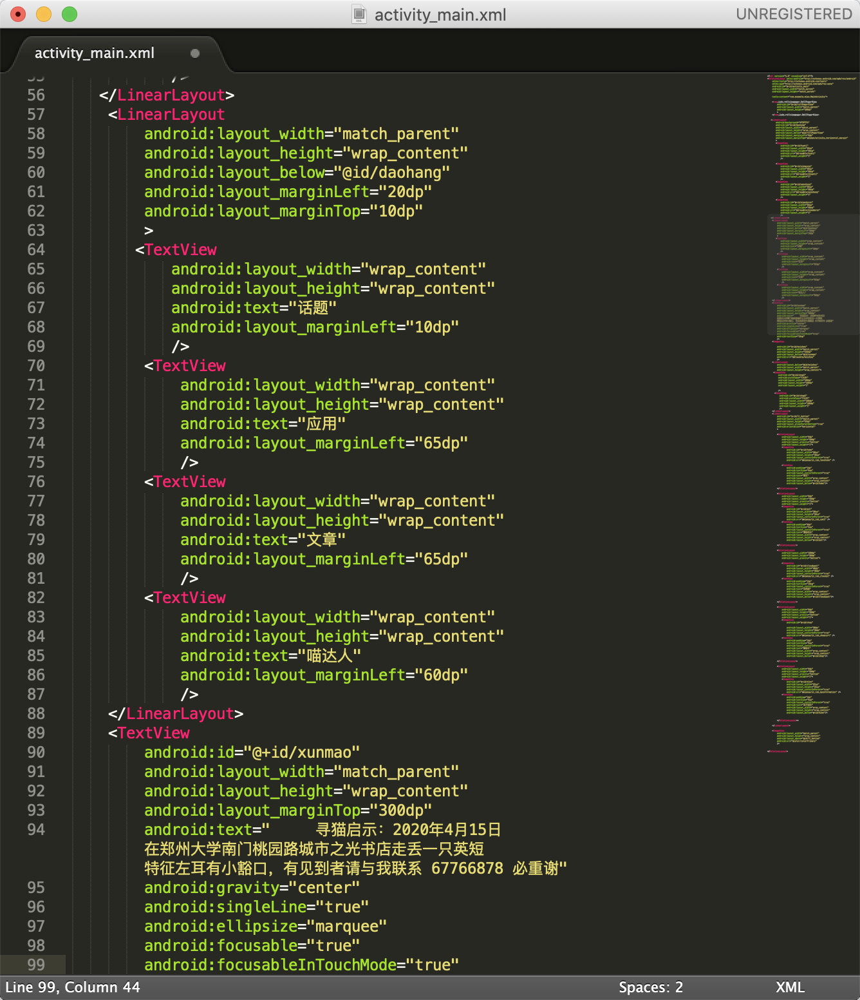 activity_main.xml
UNREGISTERED
activity_main.xml
55 />
56 </LinearLayout>
57 <LinearLayout
58 android:layout_width="match_parent"
59 android:layout_height="wrap_content"
60 android:layout_below="@id/daohang"
61 android:layout_marginLeft="20dp"
62 android:layout_marginTop="10dp"
63 >
64 <TextView
65 android:layout_width="wrap_content"
66 android:layout_height="wrap_content"
67 android:text="话题"
68 android:layout_marginLeft="10dp"
69 />
70 <TextView
71 android:layout_width="wrap_content"
72 android:layout_height="wrap_content"
73 android:text="应用"
74 android:layout_marginLeft="65dp"
75 />
76 <TextView
77 android:layout_width="wrap_content"
78 android:layout_height="wrap_content"
79 android:text="文章"
80 android:layout_marginLeft="65dp"
81 />
82 <TextView
83 android:layout_width="wrap_content"
84 android:layout_height="wrap_content"
85 android:text="喵达人"
86 android:layout_marginLeft="60dp"
87 />
88 </LinearLayout>
89 <TextView
90 android:id="@+id/xunmao"
91 android:layout_width="match_parent"
92 android:layout_height="wrap_content"
93 android:layout_marginTop="300dp"
94 android:text="     寻猫启示：2020年4月15日
在郑州大学南门桃园路城市之光书店走丢一只英短
特征左耳有小豁口，有见到者请与我联系 67766878 必重谢"
95 android:gravity="center"
96 android:singleLine="true"
97 android:ellipsize="marquee"
98 android:focusable="true"
99 android:focusableInTouchMode="true"
Line 99, Column 44
Spaces: 2
XML